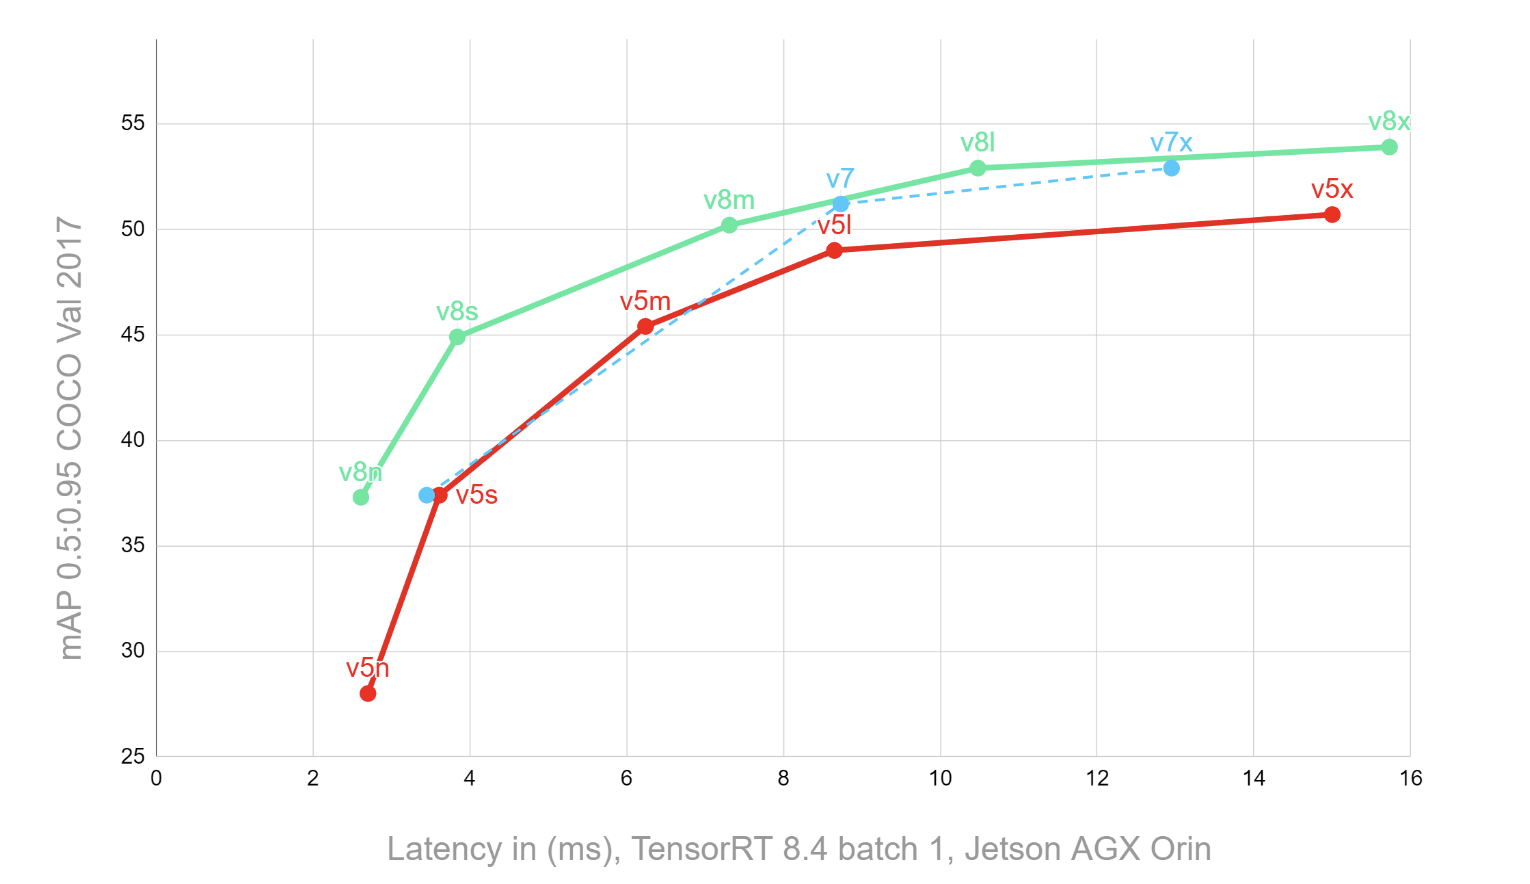 55
v8x
v8l
v7x
v7
v5x
v8m
v5l
50
v5m
v8s
45
40
v8n
v5s
35
30
v5n
25
0 2 4 6 8 10 12 14 16
mAP 0.5:0.95 COCO Val 2017
Latency in (ms), TensorRT 8.4 batch 1, Jetson AGX Orin